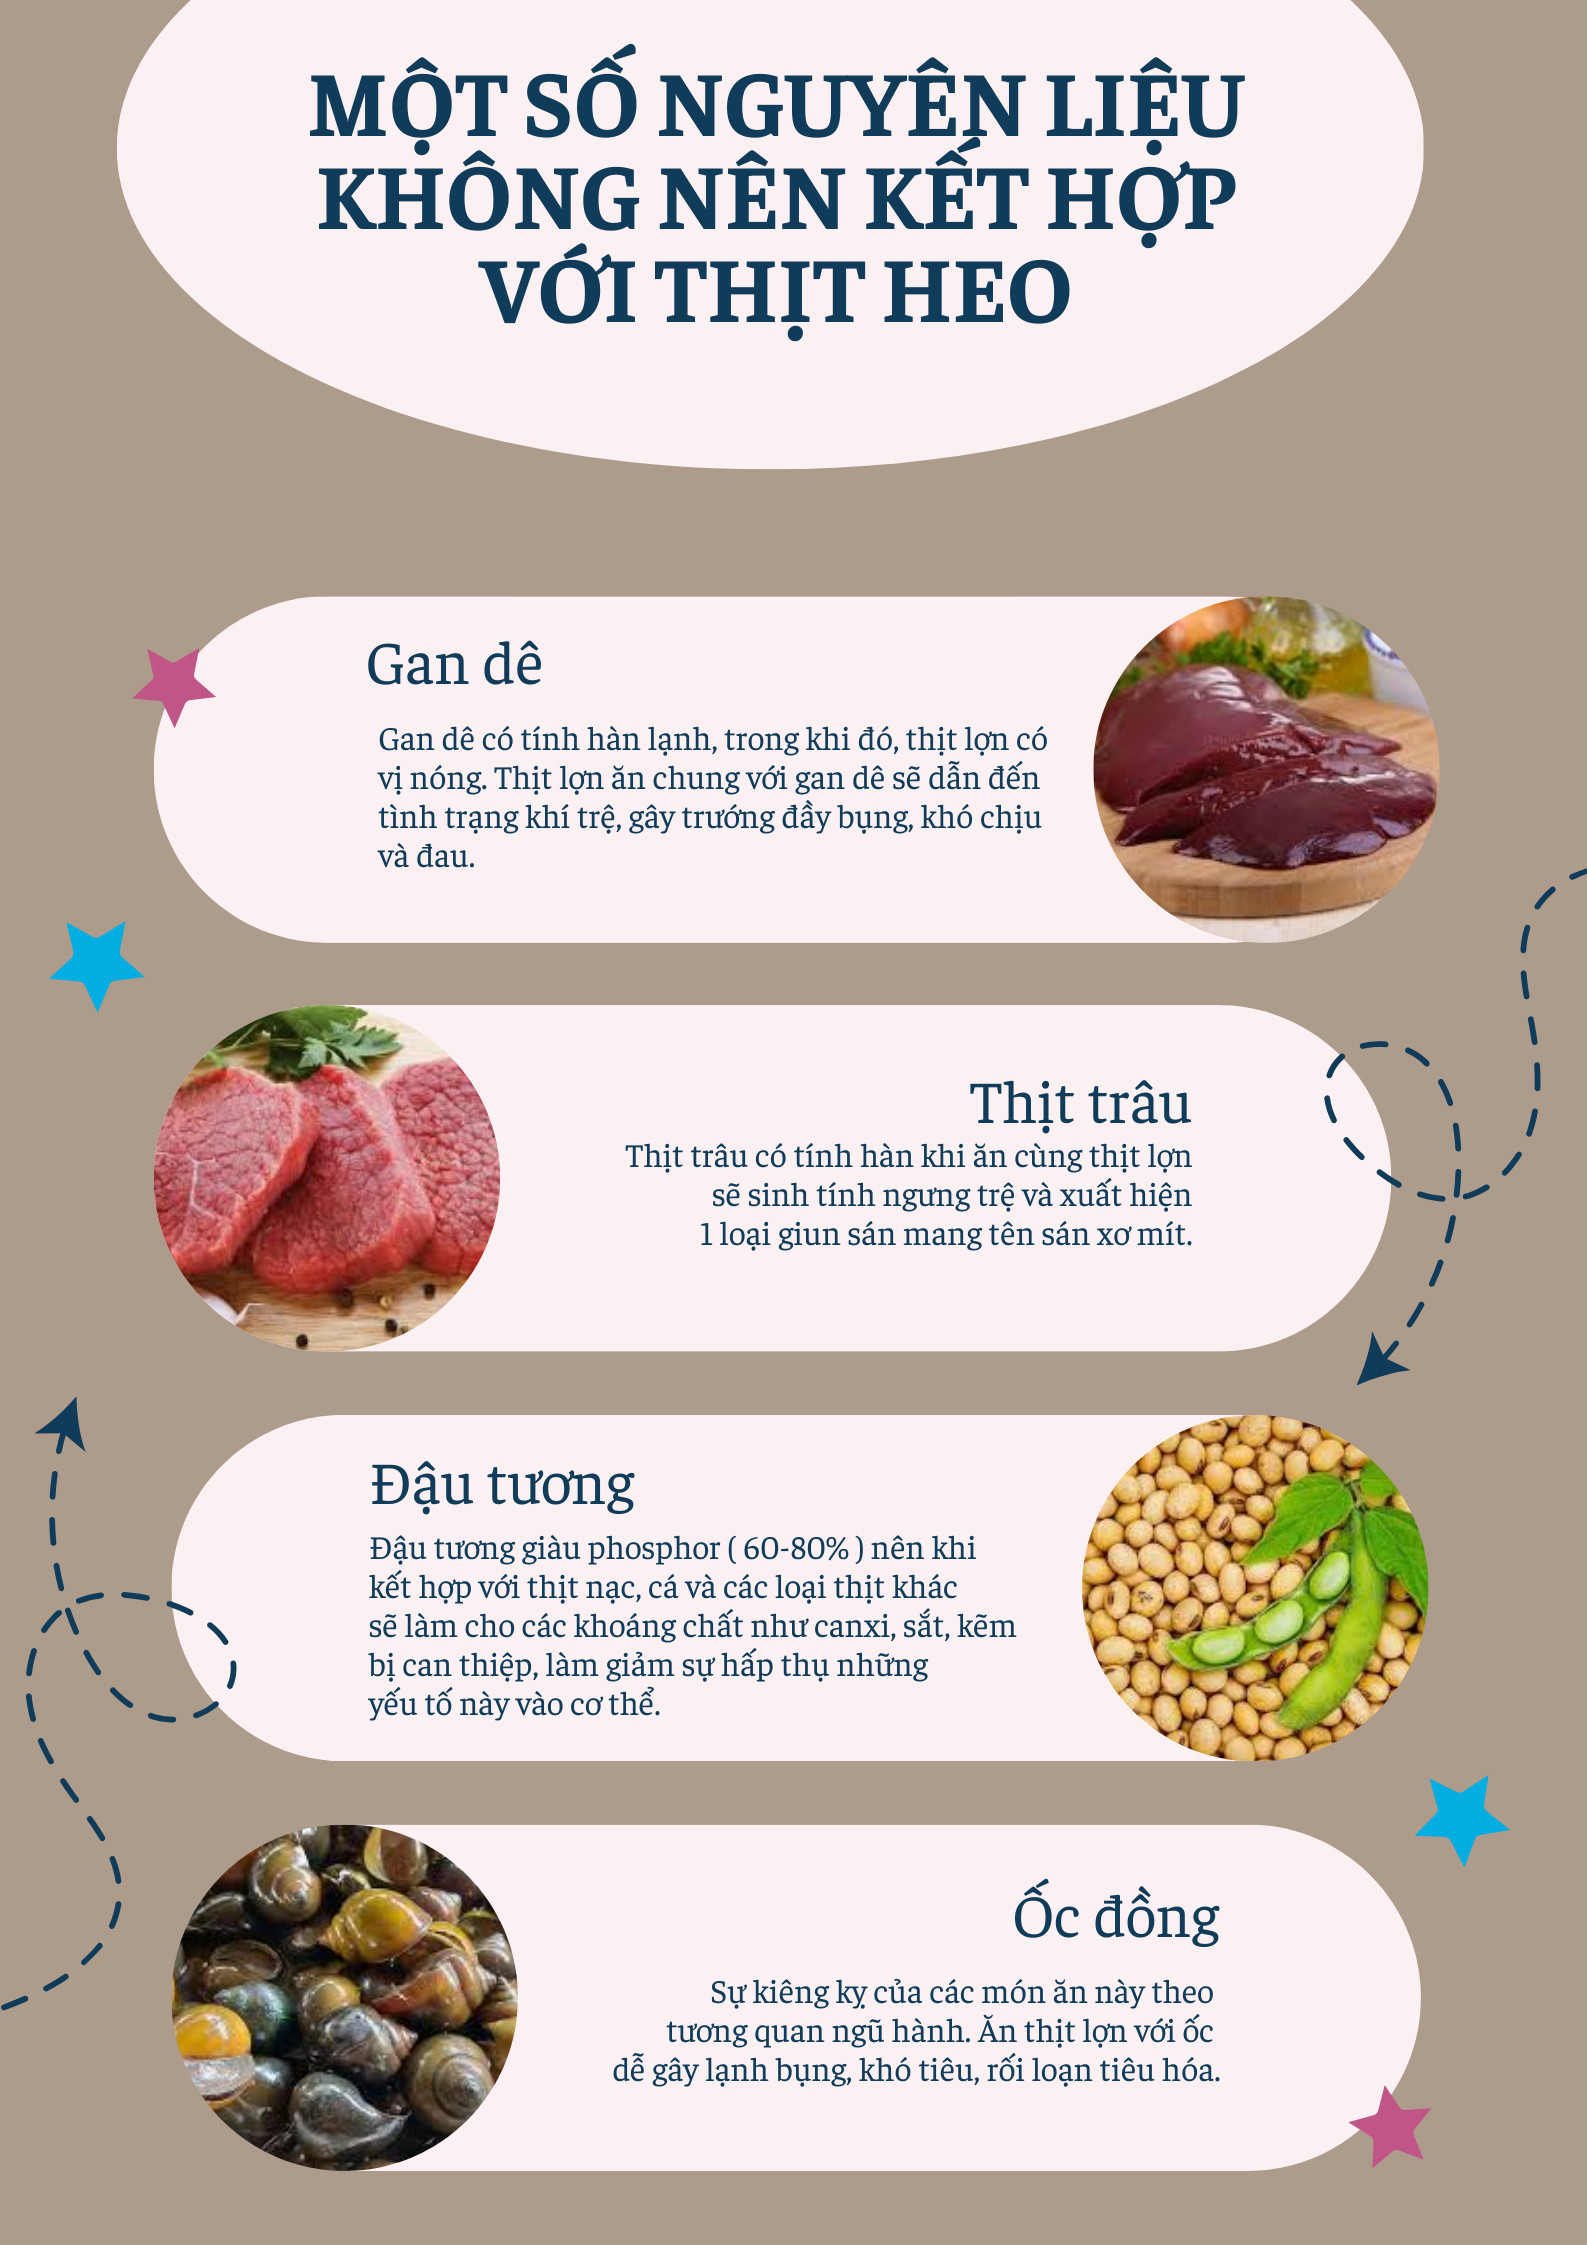 MỘT SỐ NGUYÊN LIỆU
KHÔNG NÊN KẾT HỢP
VỚI THỊT HEO
Gan dê
Gan dê có tính hàn lạnh, trong khi đó, thịt lợn có
vị nóng. Thịt lợn ăn chung với gan dê sẽ dẫn đến
tình trạng khí trệ, gây trướng đầy bụng, khó chịu
và đau.
Thịt trâu
Thịt trâu có tính hàn khi ăn cùng thịt lợn
sẽ sinh tính ngưng trệ và xuất hiện
1 loại giun sán mang tên sán xơ mít.
Đậu tương
Đậu tương giàu phosphor ( 60-80% ) nên khi
kết hợp với thịt nạc, cá và các loại thịt khác
sẽ làm cho các khoáng chất như canxi, sắt, kẽm
bị can thiệp, làm giảm sự hấp thụ những
yếu tố này vào cơ thể.
Ốc đồng
Sự kiêng kỵ của các món ăn này theo
tương quan ngũ hành. Ăn thịt lợn với ốc
dễ gây lạnh bụng, khó tiêu, rối loạn tiêu hóa.